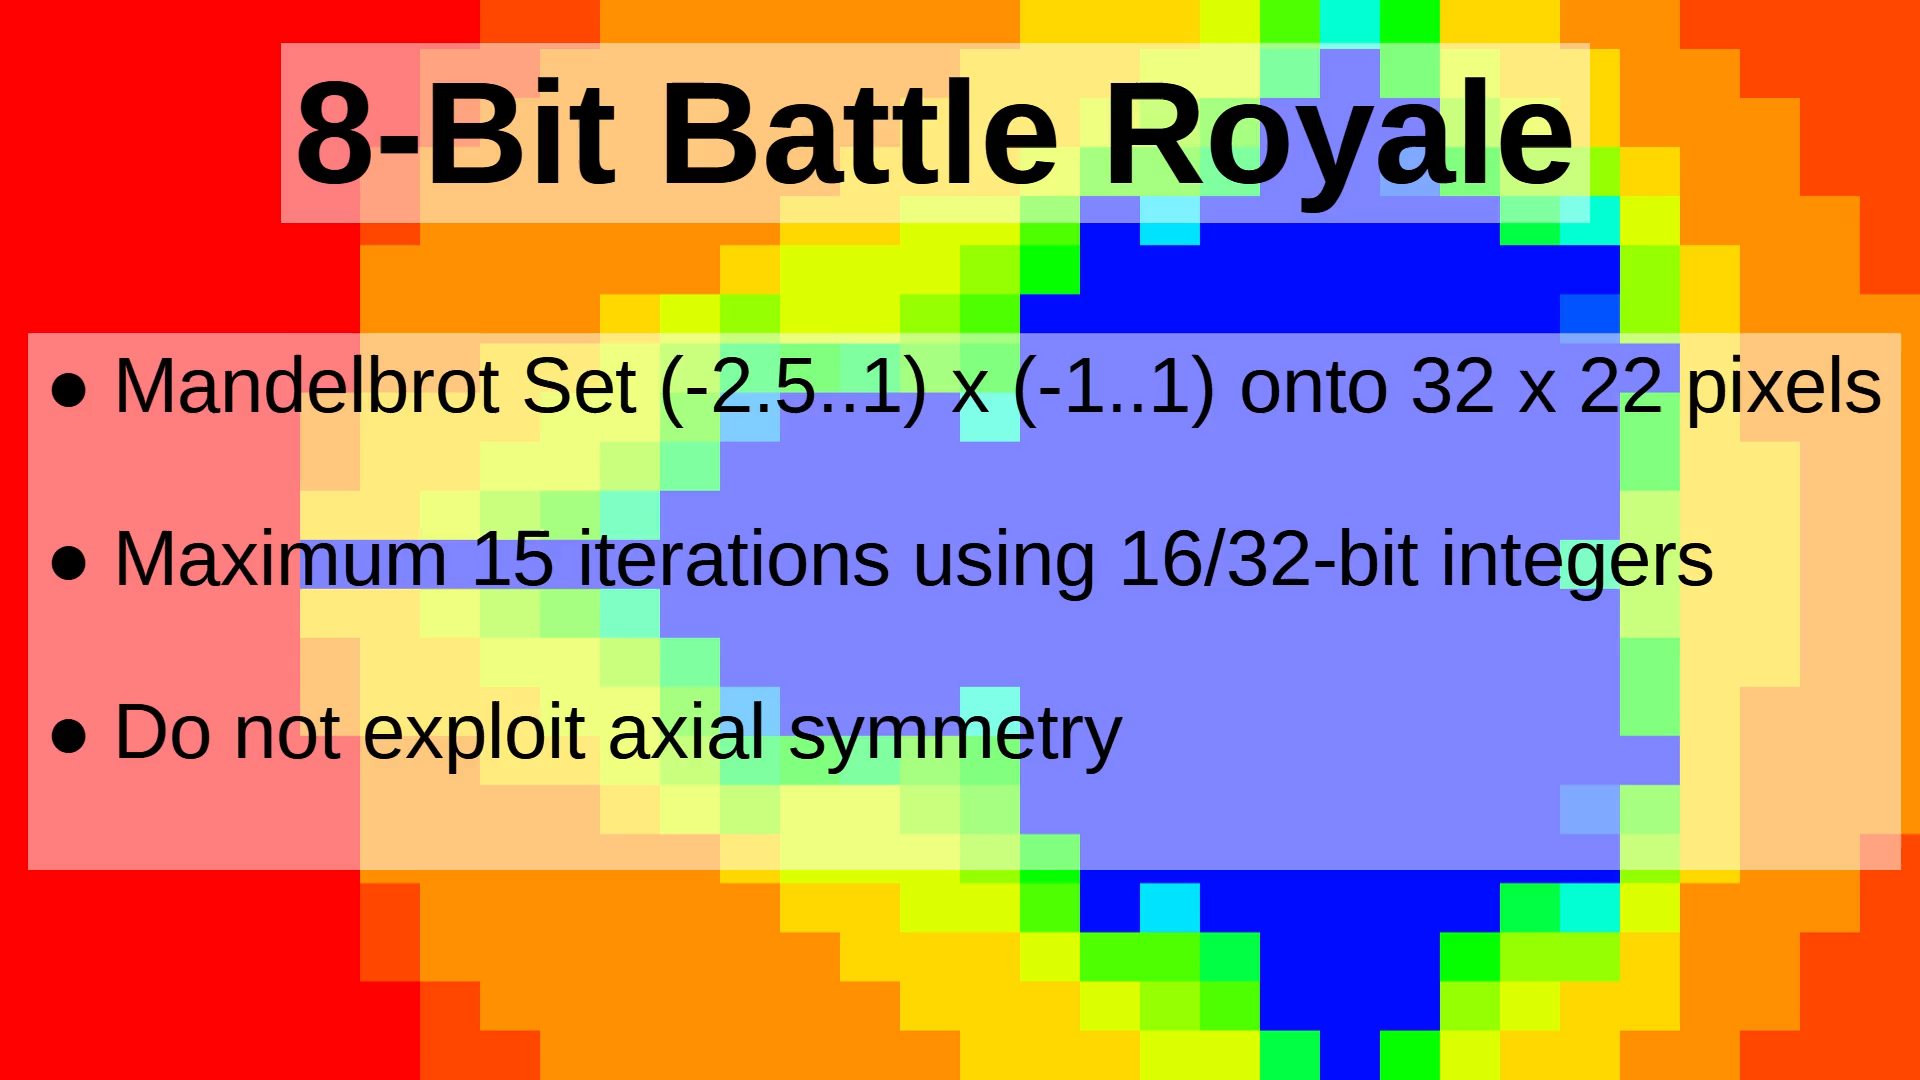 8-Bit Battle Royale
● Mandelbrot Set (-2.5..1) x (-1..1) onto 32 x 22 pixels
● Maximum 15 iterations using 16/32-bit integers
● Do not exploit axial symmetry